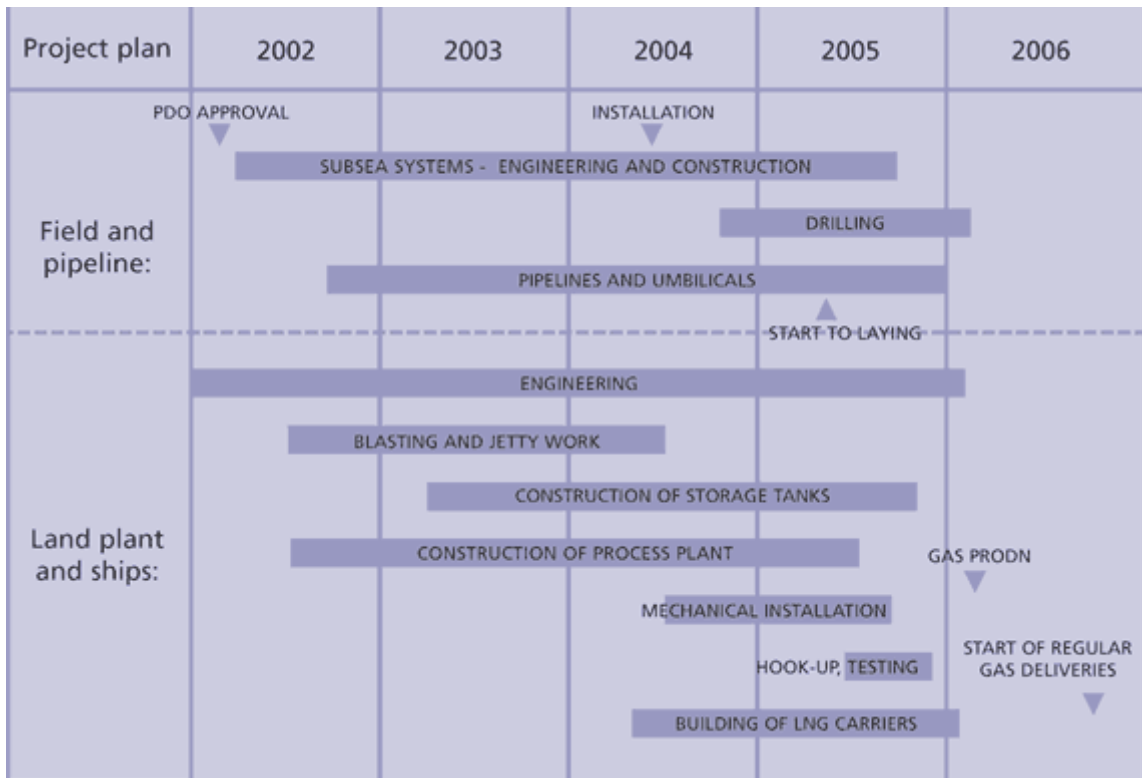 Project plan 2002 2003 2004 2005 2006
PDO APPROVAL INSTALLATION
SUBSEA SYSTEMS - ENGINEERING AND CONSTRUCTION
Field and
pipeline:
DRILLING
PIPELINES AND UMBILICALS
START TO LAYING
ENGINEERING
BLASTING AND JETTY WORK
CONSTRUCTION OF STORAGE TANKS
Land plant
and ships:
CONSTRUCTION OF PROCESS PLANT
GAS PRODN
MECHANICAL INSTALLATION
HOOK-UP, TESTING
START OF REGULAR
GAS DELIVERIES
BUILDING OF LNG CARRIERS